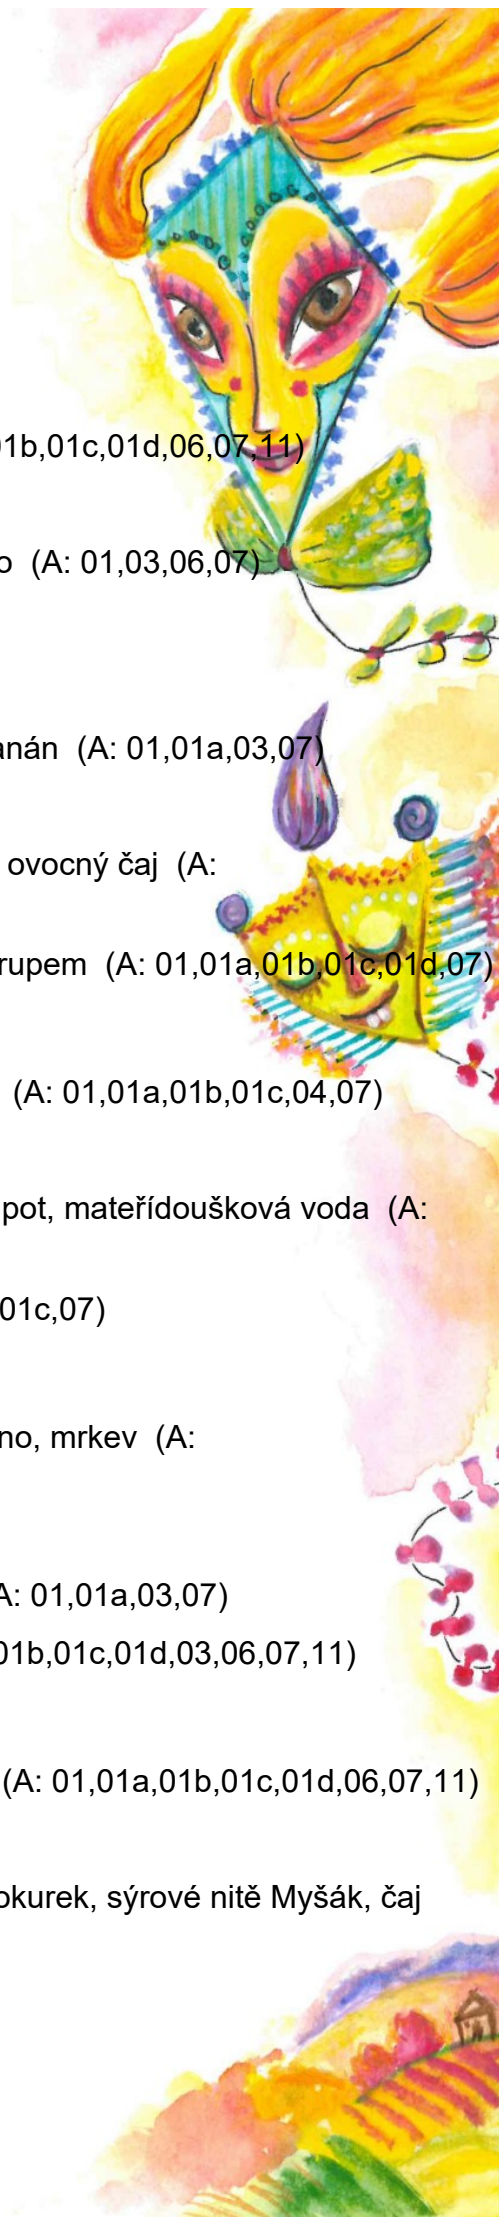 01b,01c,01d,06,07,11)
o (A: 01,03,06,07)
anán (A: 01,01a,03,07)
ovocný čaj (A:
rupem (A: 01,01a,01b,01c,01d,07)
(A: 01,01a,01b,01c,04,07)
pot, mateřídoušková voda (A:
01c,07)
no, mrkev (A:
A: 01,01a,03,07)
01b,01c,01d,03,06,07,11)
(A: 01,01a,01b,01c,01d,06,07,11)
okurek, sýrové nitě Myšák, čaj